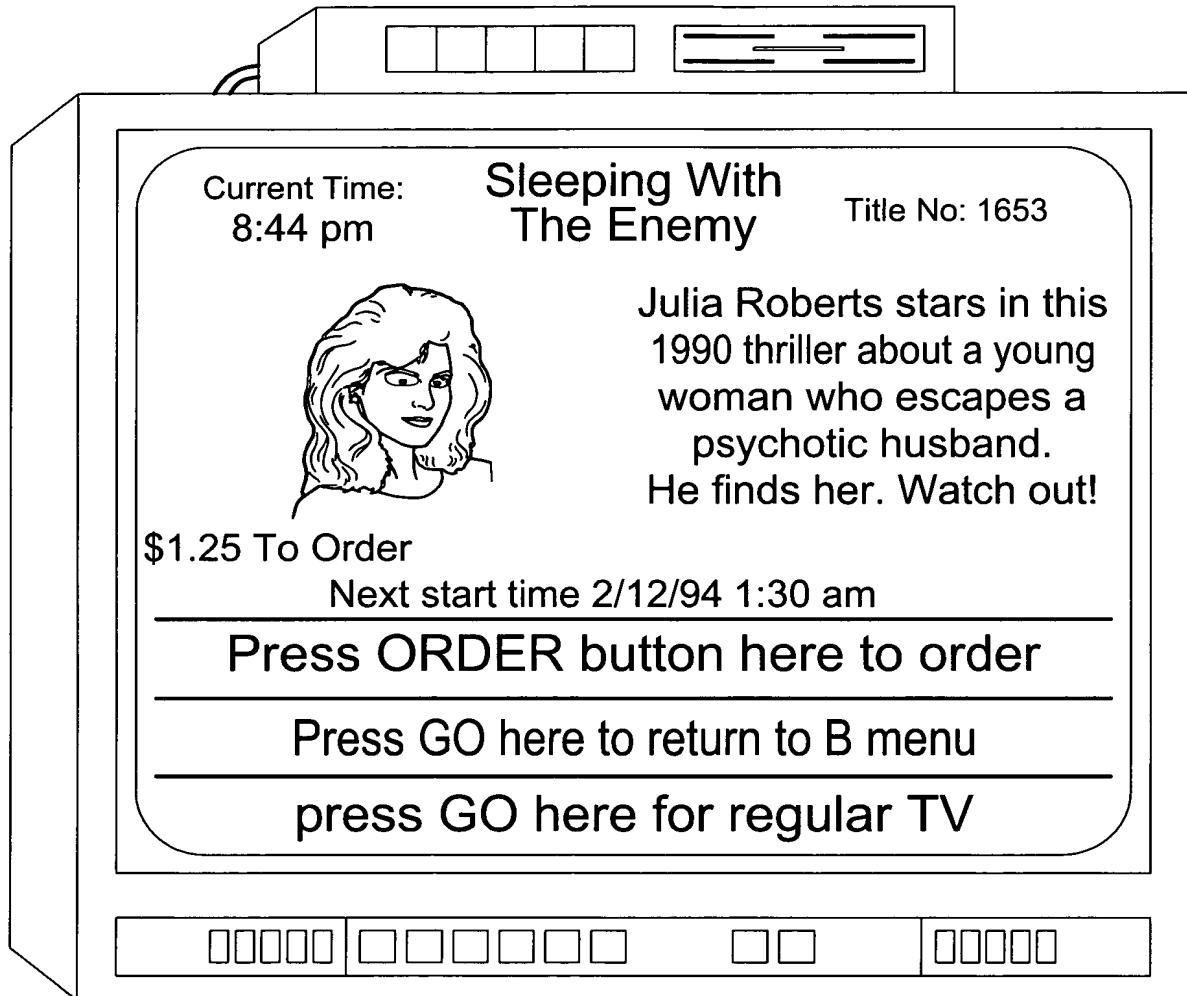 Current Time:
8:44 pm
Sleeping With
The Enemy
Title No: 1653
Julia Roberts stars in this
1990 thriller about a young
woman who escapes a
psychotic husband.
He finds her. Watch out!
$1.25 To Order
Next start time 2/12/94 1:30 am
Press ORDER button here to order
Press GO here to return to B menu
press GO here for regular TV